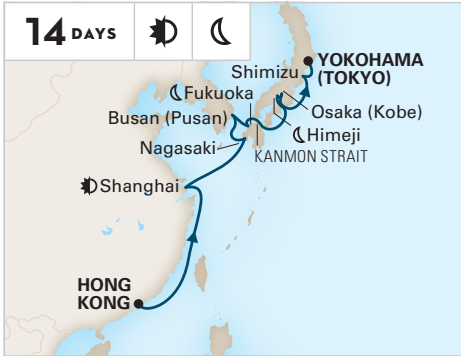 14 DAYS
YOKOHAMA
(TOKYO)
Shimizu
Fukuoka
Busan (Pusan)
Osaka (Kobe)
Himeji
Nagasaki
KANMON STRAIT
Shanghai
HONG
KONG